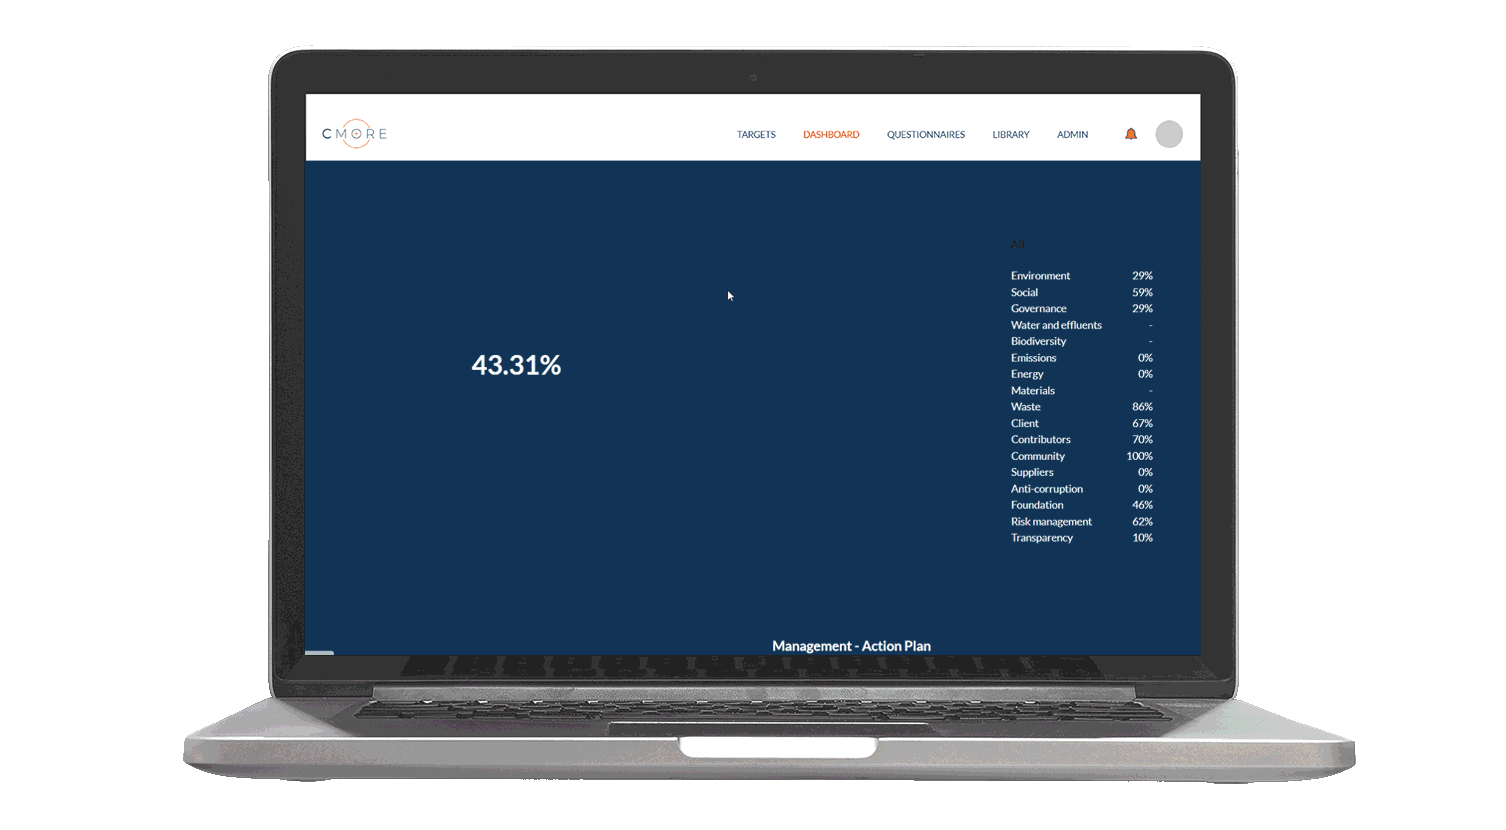 CMORE
TARGETS DASHBOARD QUESTIONNAIRES LIBRARY ADMIN
All
Environment 29%
Social 59%
Governance 29%
Water and effluents -
Biodiversity -
Emissions 0%
Energy 0%
Materials -
Waste 86%
Client 67%
Contributors 70%
Community 100%
Suppliers 0%
Anti-corruption 0%
Foundation 46%
Risk management 62%
Transparency 10%
43.31%
Management - Action Plan